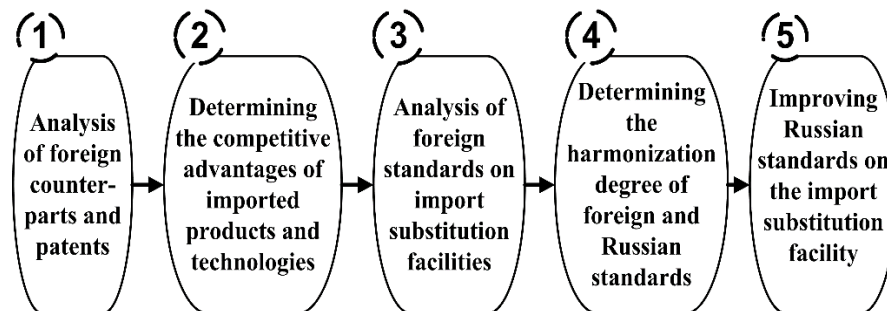 1
Analysis
of foreign
counter-
parts and
patents
2
Determining
the competitive
advantages of
imported
products and
technologies
3
Analysis of
foreign
standards on
import
substitution
facilities
4
Determining
the
harmonization
degree of
foreign and
Russian
standards
5
Improving
Russian
standards on
the import
substitution
facility